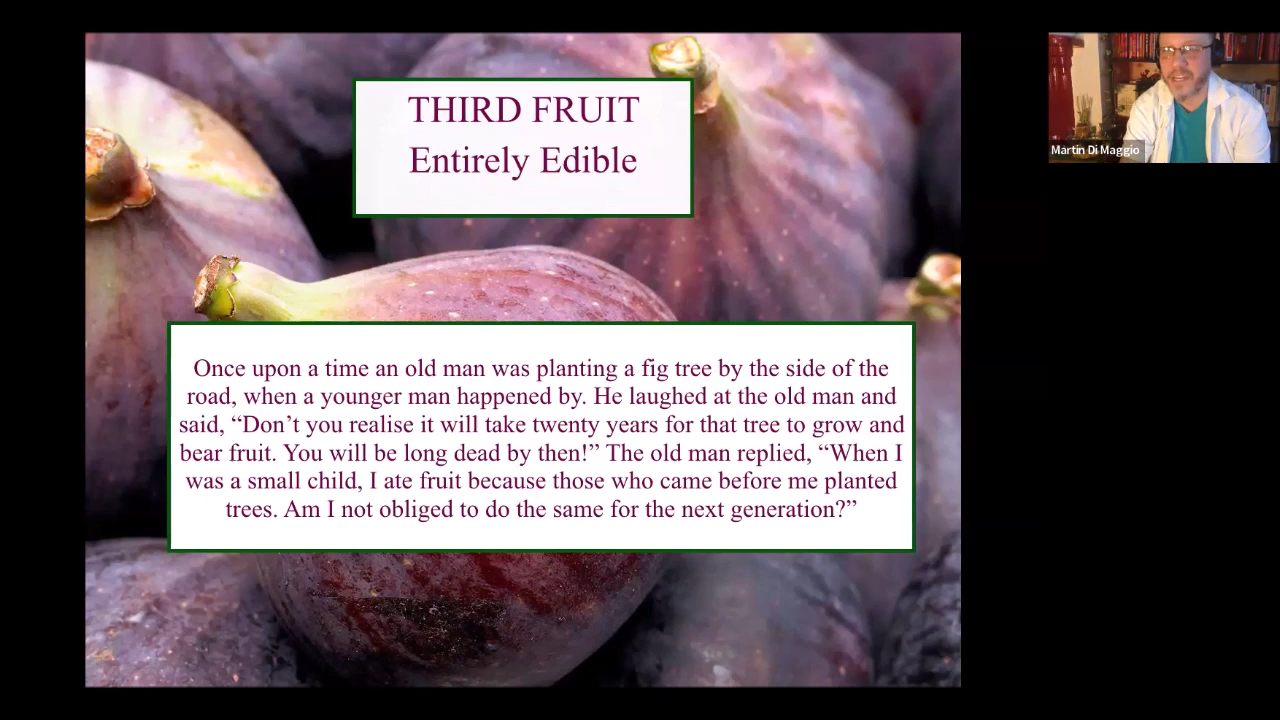 THIRD FRUIT
Entirely Edible
Martin Di Maggio
Once upon a time an old man was planting a fig tree by the side of the
road, when a younger man happened by. He laughed at the old man and
said, “Don’t you realise it will take twenty years for that tree to grow and
bear fruit. You will be long dead by then!” The old man replied, “When I
was a small child, I ate fruit because those who came before me planted
trees. Am I not obliged to do the same for the next generation?”